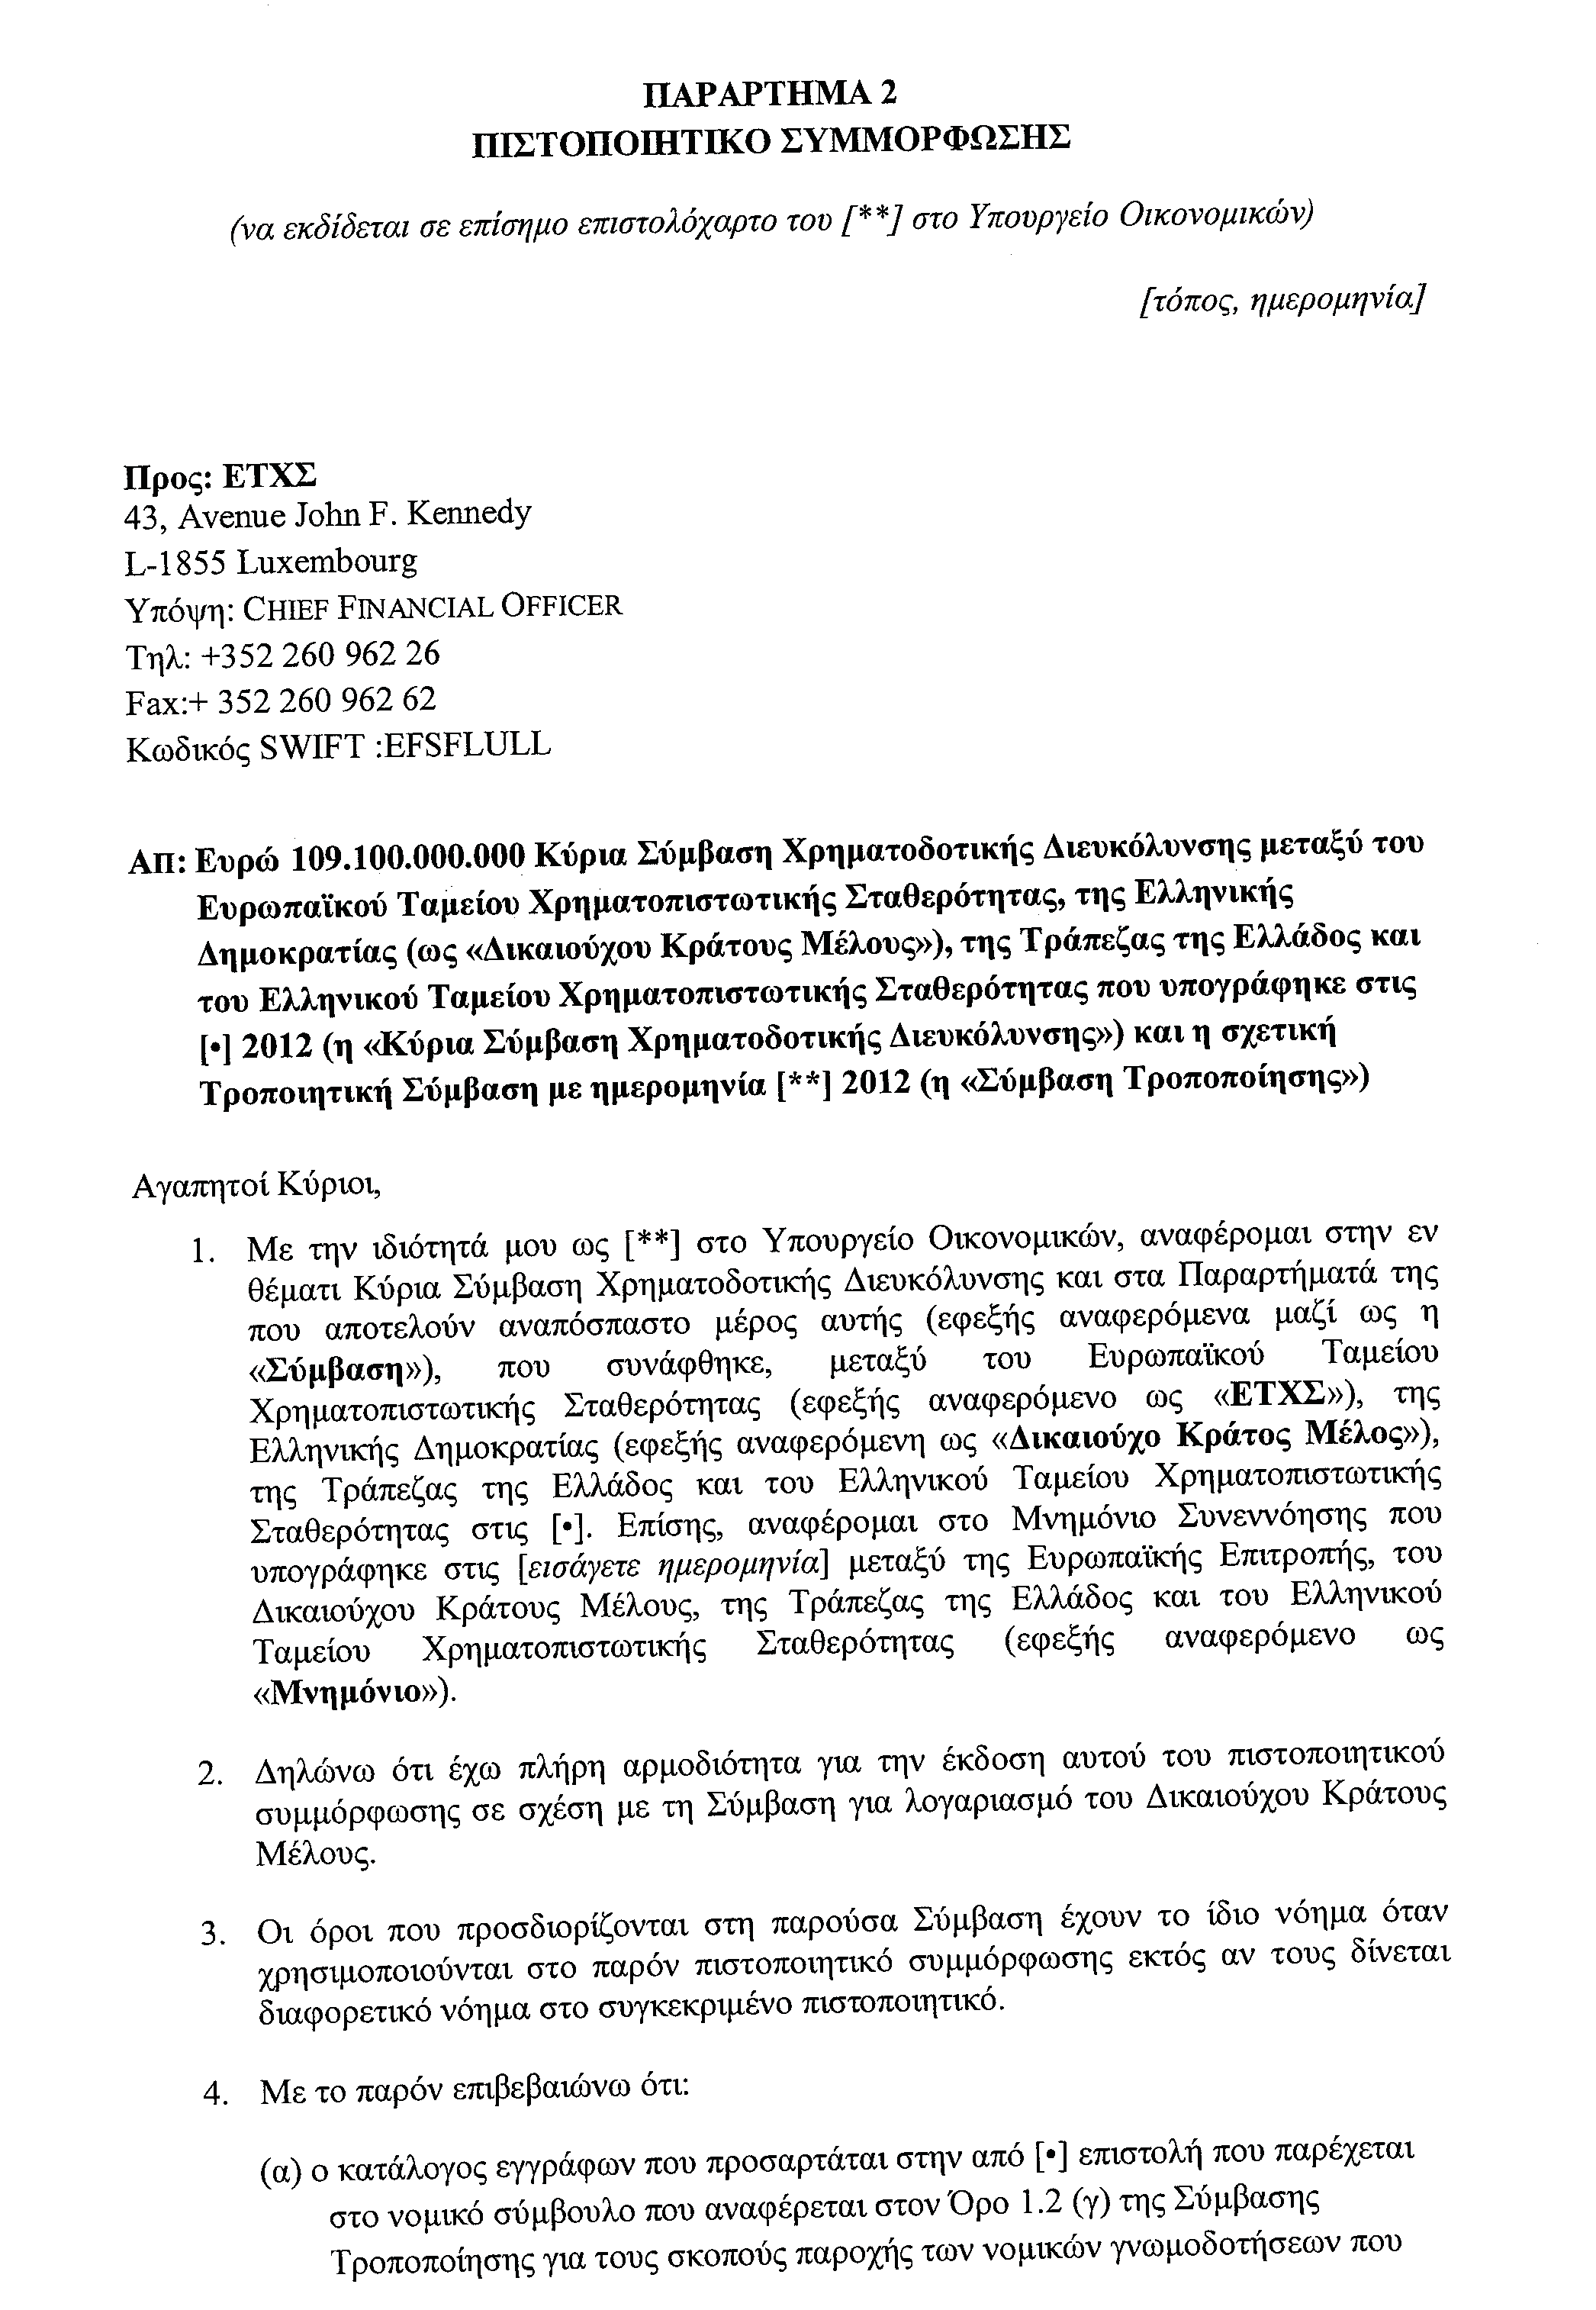 ΠΑΡΑΡΤΗΜΑ 2
ΠΙΣΤΟΠΟΙΗΤΙΚΟ ΣΥΜΜΟΡΦΩΣΗΣ
(να εκδίδεται σε επίσημο επιστολόχαρτο του [**] στο Υπουργείο Οικονομικών)
[τόπος, ημερομηνία]
Προς: ΕΤΧΣ
43, Avenue John F. Kennedy
L-1855 Luxembourg
Υπόψη: CHIEF FINANCIAL OFFICER
Τηλ: +352 260 962 26
Fax:+ 352 260 962 62
Κωδικός SWIFT :EFSFLULL
Απ: Ευρώ 109.100.000.000 Κύρια Σύμβαση Χρηματοδοτικής Διευκόλυνσης μεταξύ του
Ευρωπαϊκού Ταμείου Χρηματοπιστωτικής Σταθερότητας, της Ελληνικής
Δημοκρατίας (ως «Δικαιούχου Κράτους Μέλους»), της Τράπεζας της Ελλάδος και
του Ελληνικού Ταμείου Χρηματοπιστωτικής Σταθερότητας που υπογράφηκε στις
[•] 2012 (η «Κύρια Σύμβαση Χρηματοδοτικής Διευκόλυνσης») και η σχετική
Τροποιητική Σύμβαση με ημερομηνία [**] 2012 (η «Σύμβαση Τροποποίησης»)
Αγαπητοί Κύριοι,
1. Με την ιδιότητά μου ως [**] στο Υπουργείο Οικονομικών, αναφέρομαι στην εν
θέματι Κύρια Σύμβαση Χρηματοδοτικής Διευκόλυνσης και στα Παραρτήματά της
που αποτελούν αναπόσπαστο μέρος αυτής (εφεξής αναφερόμενα μαζί ως η
«Σύμβαση»), που συνάφθηκε, μεταξύ του Ευρωπαϊκού Ταμείου
Χρηματοπιστωτικής Σταθερότητας (εφεξής αναφερόμενο ως «ΕΤΧΣ»), της
Ελληνικής Δημοκρατίας (εφεξής αναφερόμενη ως «Δικαιούχο Κράτος Μέλος»),
της Τράπεζας της Ελλάδος και του Ελληνικού Ταμείου Χρηματοπιστωτικής
Σταθερότητας στις [•]. Επίσης, αναφέρομαι στο Μνημόνιο Συνεννόησης που
υπογράφηκε στις [εισάγετε ημερομηνία] μεταξύ της Ευρωπαϊκής Επιτροπής, του
Δικαιούχου Κράτους Μέλους, της Τράπεζας της Ελλάδος και του Ελληνικού
Ταμείου Χρηματοπιστωτικής Σταθερότητας (εφεξής αναφερόμενο ως
«Μνημόνιο»).
2. Δηλώνω ότι έχω πλήρη αρμοδιότητα για την έκδοση αυτού του πιστοποιητικού
συμμόρφωσης σε σχέση με τη Σύμβαση για λογαριασμό του Δικαιούχου Κράτους
Μέλους.
3. Οι όροι που προσδιορίζονται στη παρούσα Σύμβαση έχουν το ίδιο νόημα όταν
χρησιμοποιούνται στο παρόν πιστοποιητικό συμμόρφωσης εκτός αν τους δίνεται
διαφορετικό νόημα στο συγκεκριμένο πιστοποιητικό.
4. Με το παρόν επιβεβαιώνω ότι:
(α) ο κατάλογος εγγράφων που προσαρτάται στην από [•] επιστολή που παρέχεται
στο νομικό σύμβουλο που αναφέρεται στον Όρο 1.2 (γ) της Σύμβασης
Τροποποίησης για τους σκοπούς παροχής των νομικών γνωμοδοτήσεων που